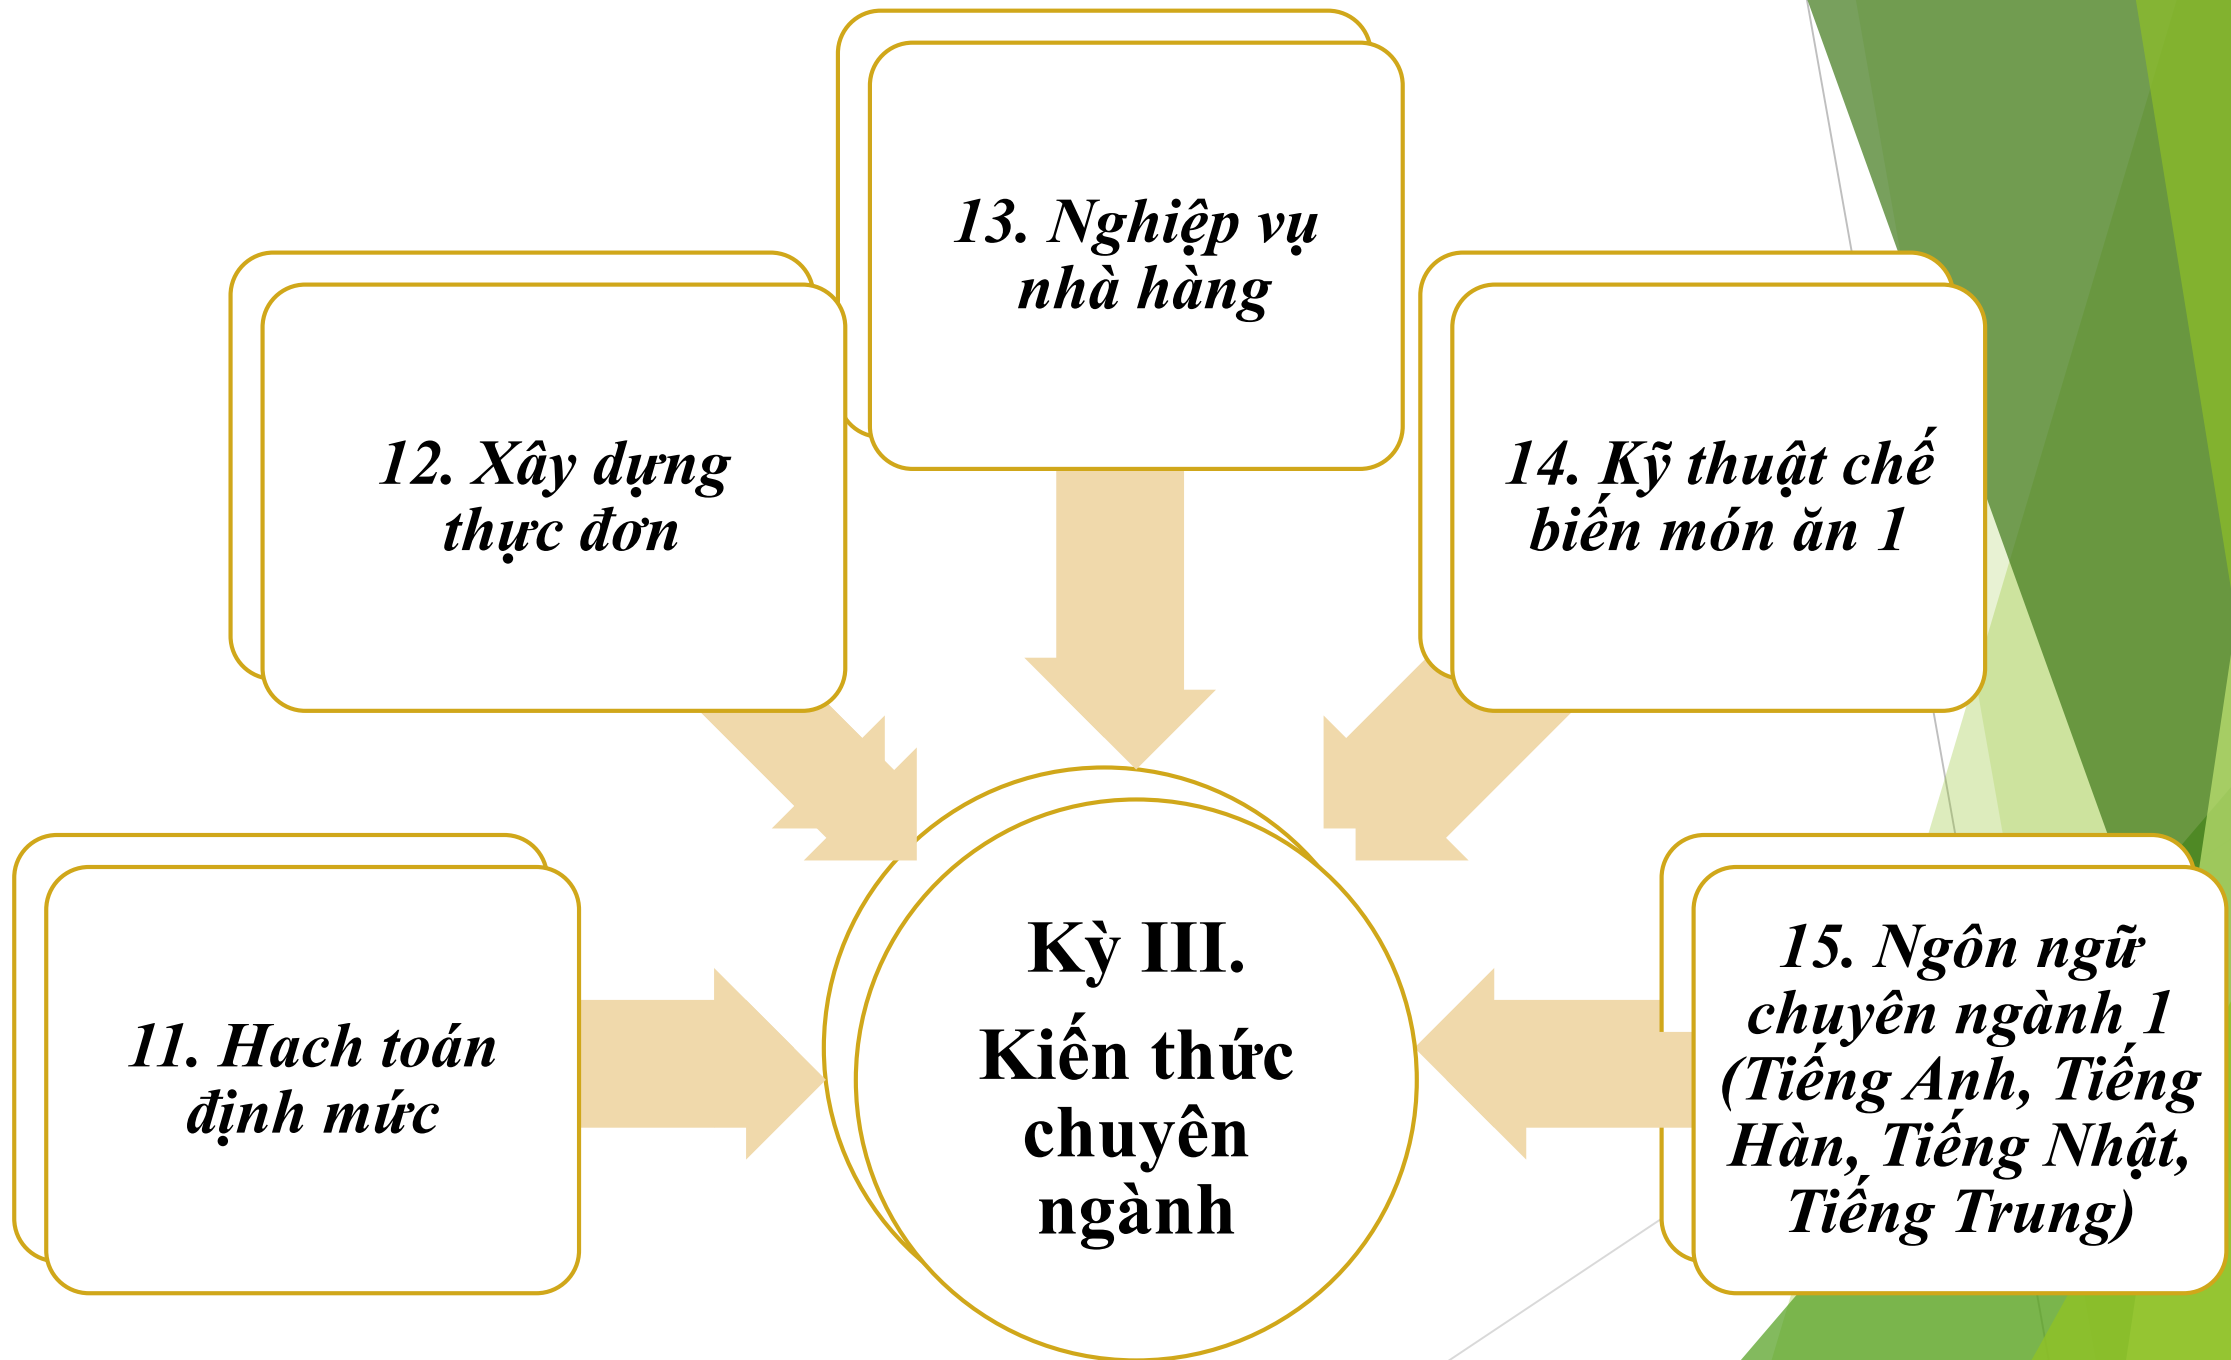 13. Nghiệp vụ
nhà hàng
12. Xây dựng
thực đơn
14. Kỹ thuật chế
biến món ăn 1
11. Hach toán
định mức
Kỳ III.
Kiến thức
chuyên
ngành
15. Ngôn ngữ
chuyên ngành 1
(Tiếng Anh, Tiếng
Hàn, Tiếng Nhật,
Tiếng Trung)